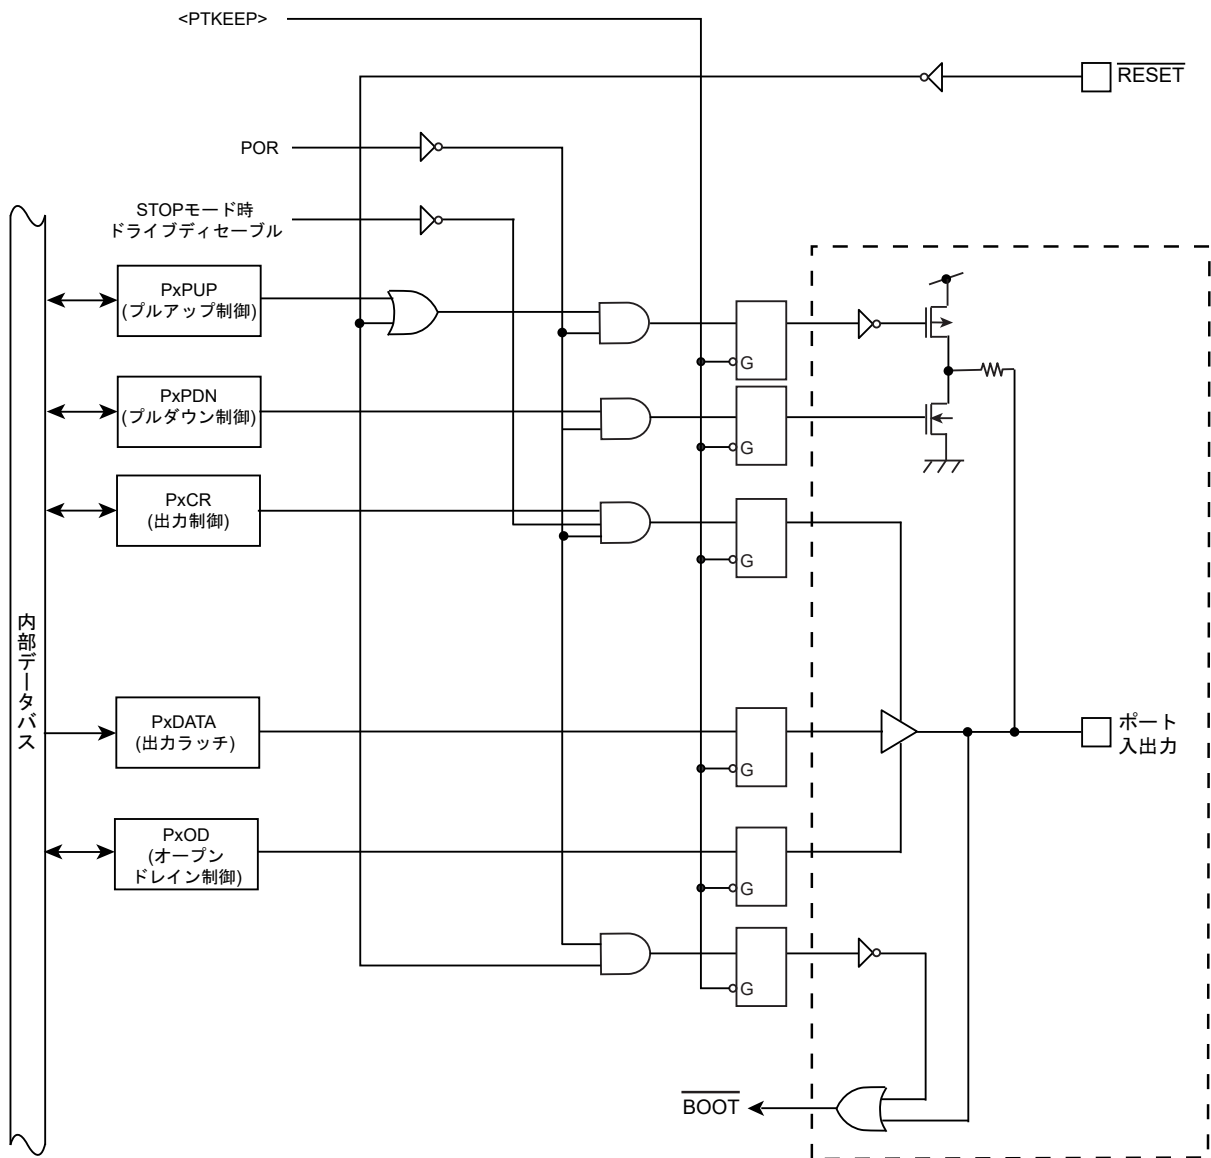 <PTKEEP>
RESET
POR
STOPモード時
ドライブディセーブル
PxPUP
(プルアップ制御)
G
PxPDN
(プルダウン制御)
G
PxCR
(出力制御)
G
内部データバス
PxDATA
(出力ラッチ)
G
ポート
入出力
PxOD
(オープン
ドレイン制御)
G
G
BOOT